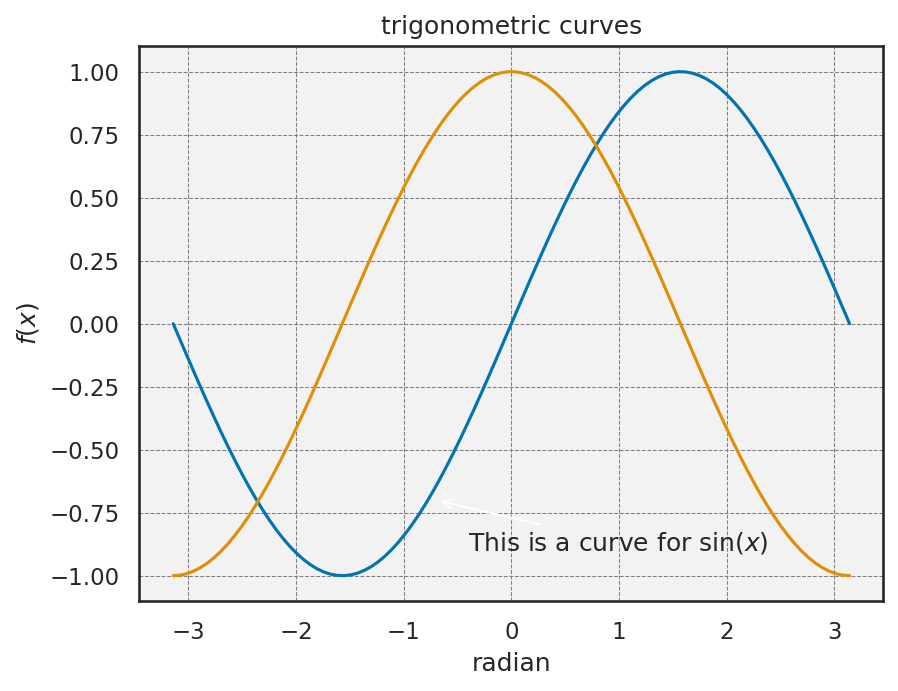 trigonometric curves
1.00
0.75
0.50
0.25
0.00
−0.25
−0.50
−0.75
−1.00
f(x)
This is a curve for sin(x)
−3 −2 −1 0 1 2 3
radian